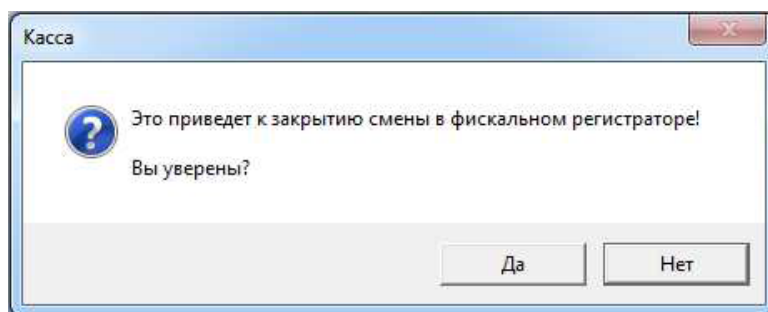 Касса
Это приведет к закрытию смены в фискальном регистраторе!
Вы уверены?
Да
Нет